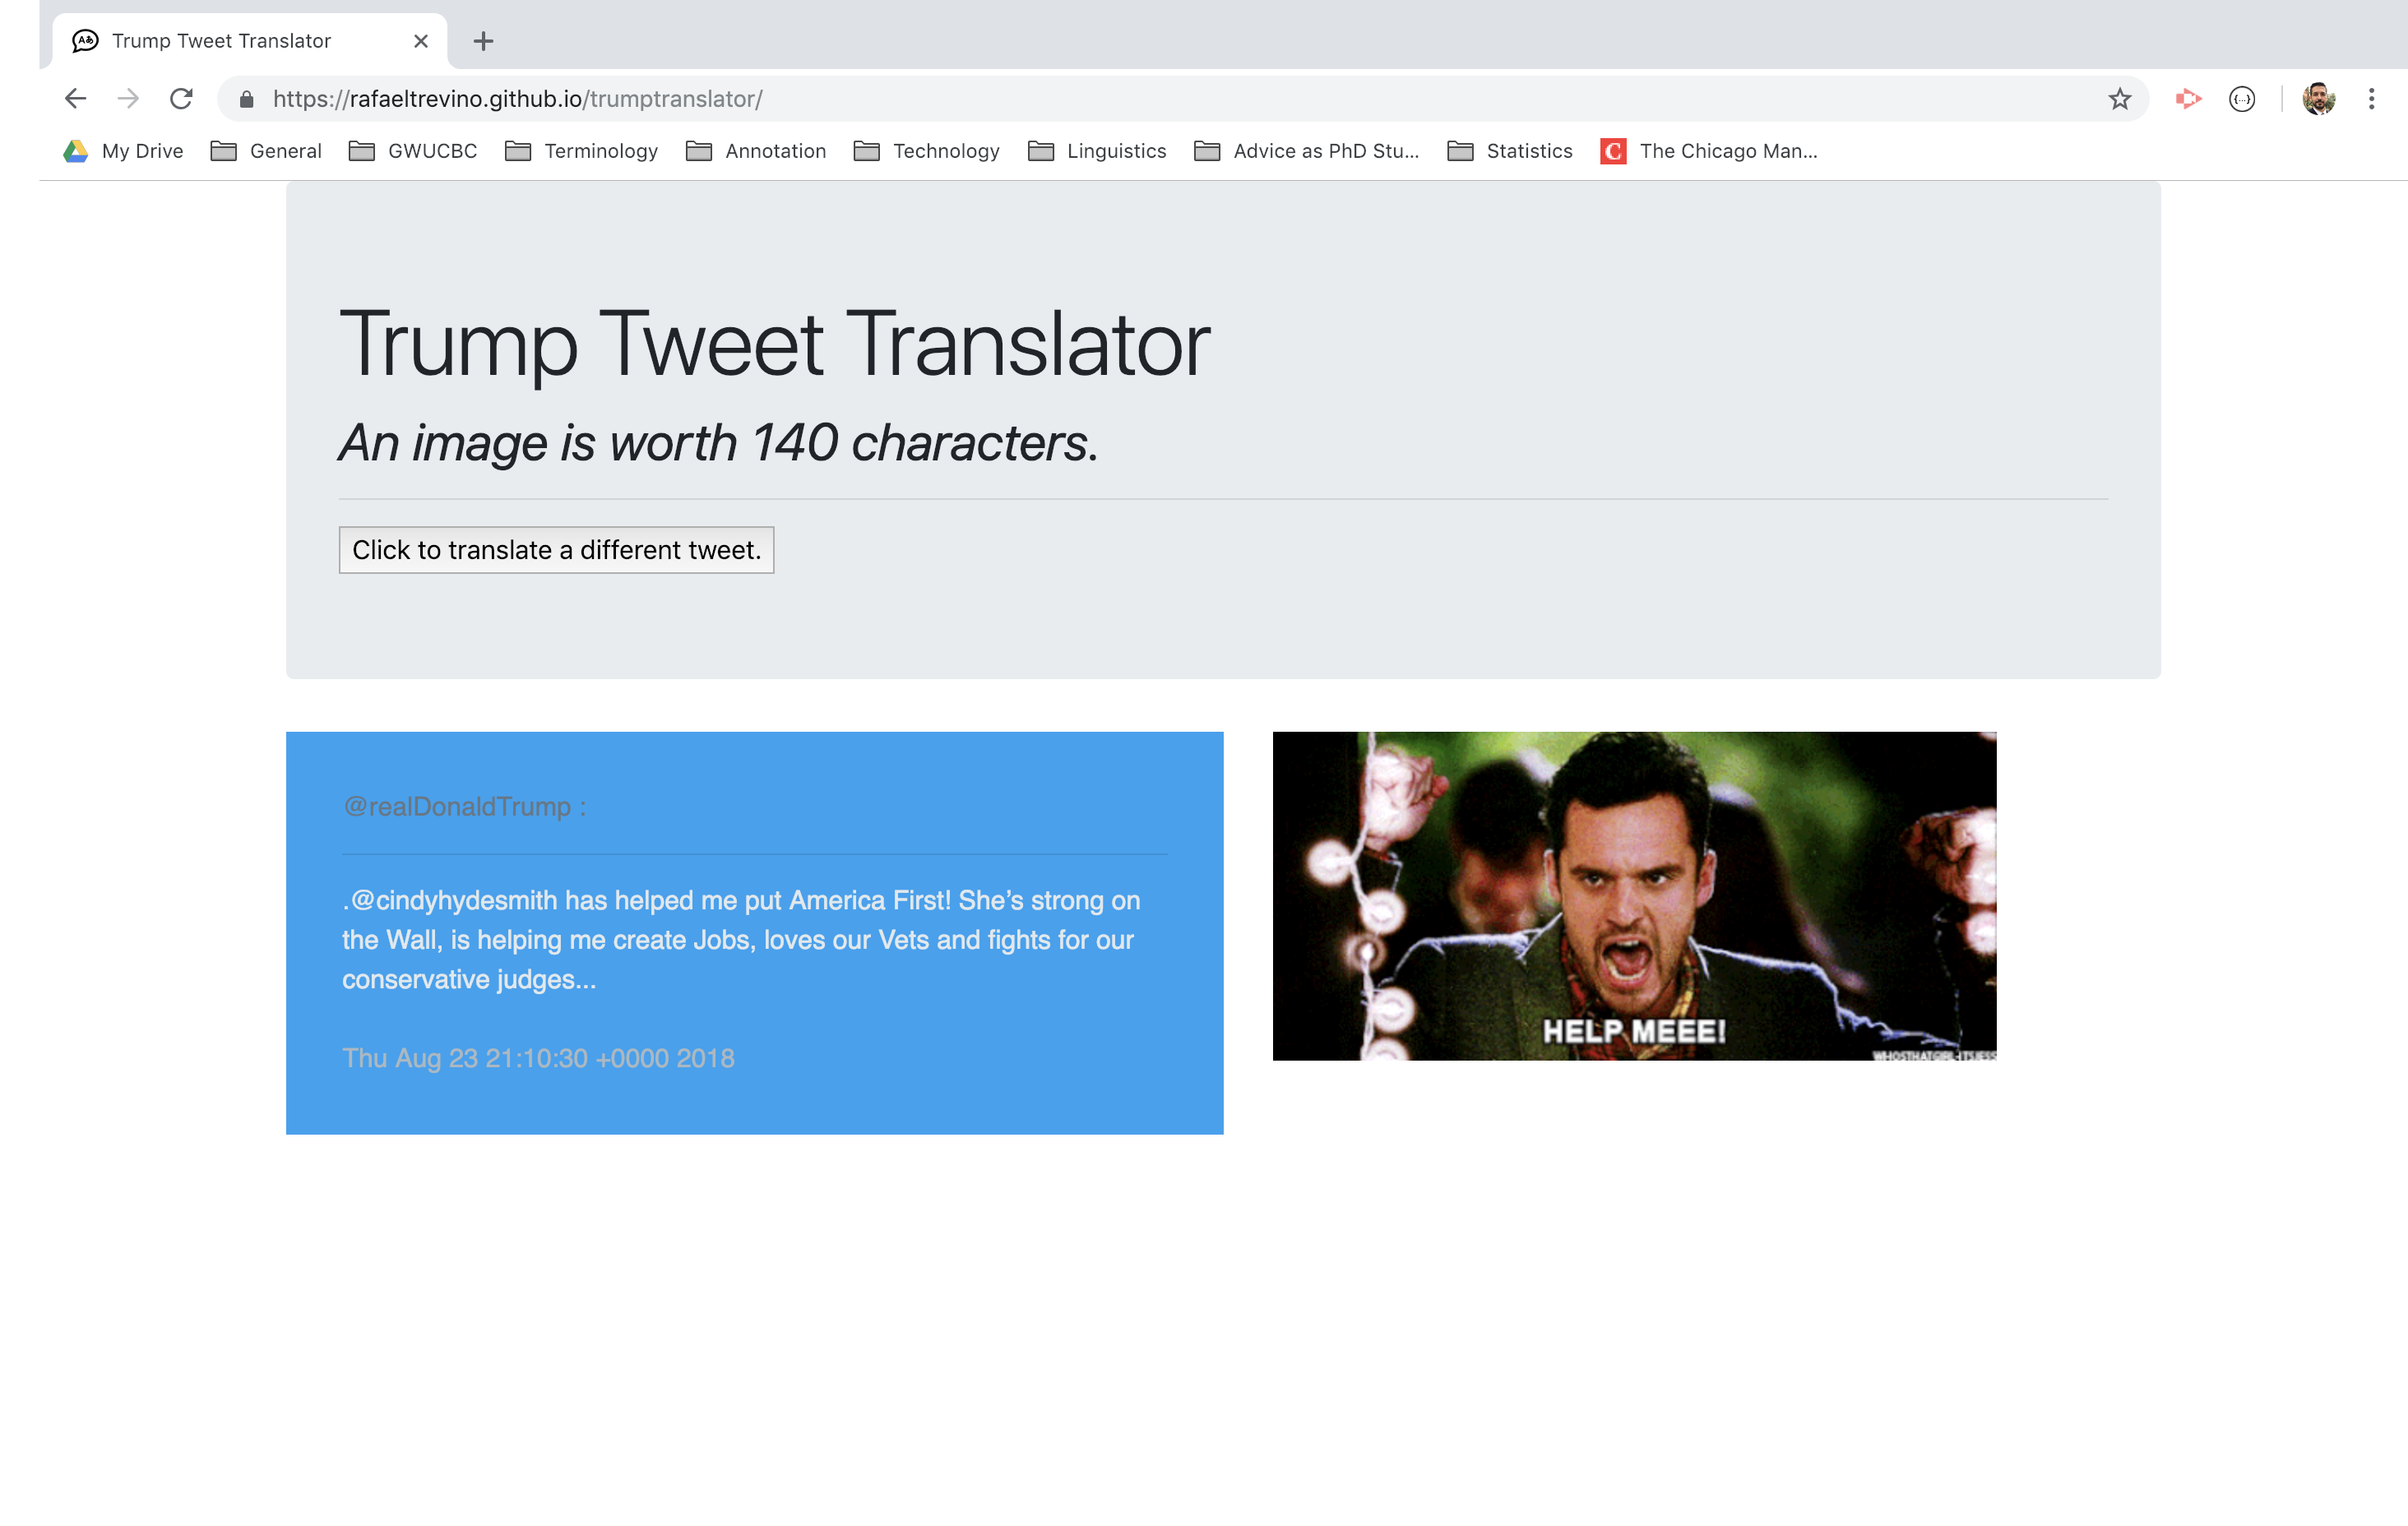 Trump Tweet Translator
https://rafaeltrevino.github.io/trumptranslator/
My Drive General GWUCBC Terminology Annotation Technology Linguistics Advice as PhD Stu... Statistics C The Chicago Man...
Trump Tweet Translator
An image is worth 140 characters.
Click to translate a different tweet.
@realDonaldTrump :
.@cindyhydesmith has helped me put America First! She’s strong on
the Wall, is helping me create Jobs, loves our Vets and fights for our
conservative judges...
Thu Aug 23 21:10:30 +0000 2018
HELP MEEE!
WHOSTHATGIRL-ITSJESS